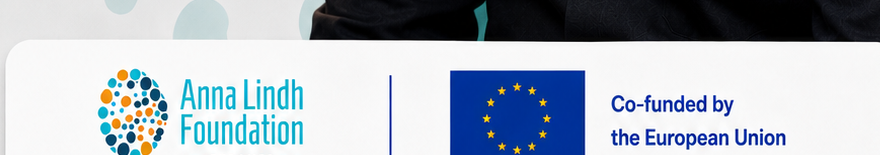 Anna Lindh
Foundation
Co-funded by
the European Union